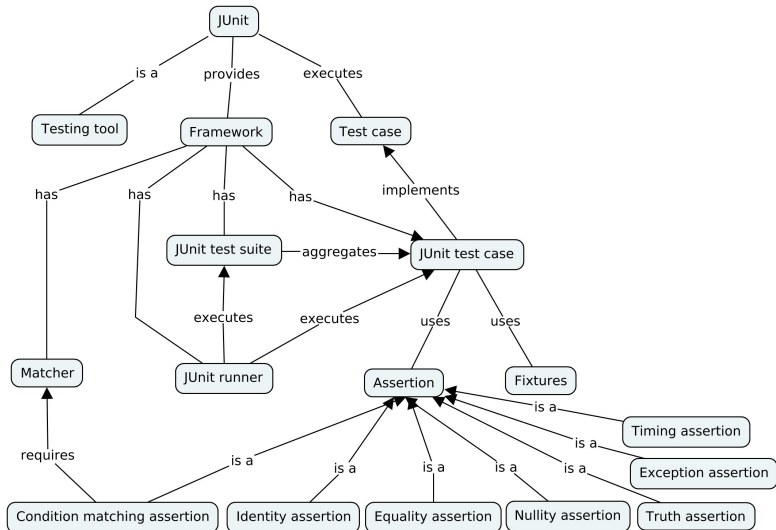 JUnit
is a
provides
executes
Testing tool
Framework
Test case
has
has
has
has
implements
JUnit test suite
aggregates
JUnit test case
executes
executes
uses
uses
Matcher
JUnit runner
Assertion
Fixtures
is a
Timing assertion
requires
is a
is a
is a
is a
is a
is a
Exception assertion
Condition matching assertion
Identity assertion
Equality assertion
Nullity assertion
Truth assertion